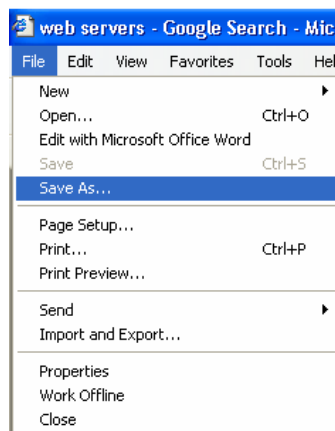 web servers - Google Search - Mic
File Edit View Favorites Tools Hel
New
Open... Ctrl+O
Edit with Microsoft Office Word
Save Ctrl+S
Save As...
Page Setup...
Print... Ctrl+P
Print Preview...
Send
Import and Export...
Properties
Work Offline
Close